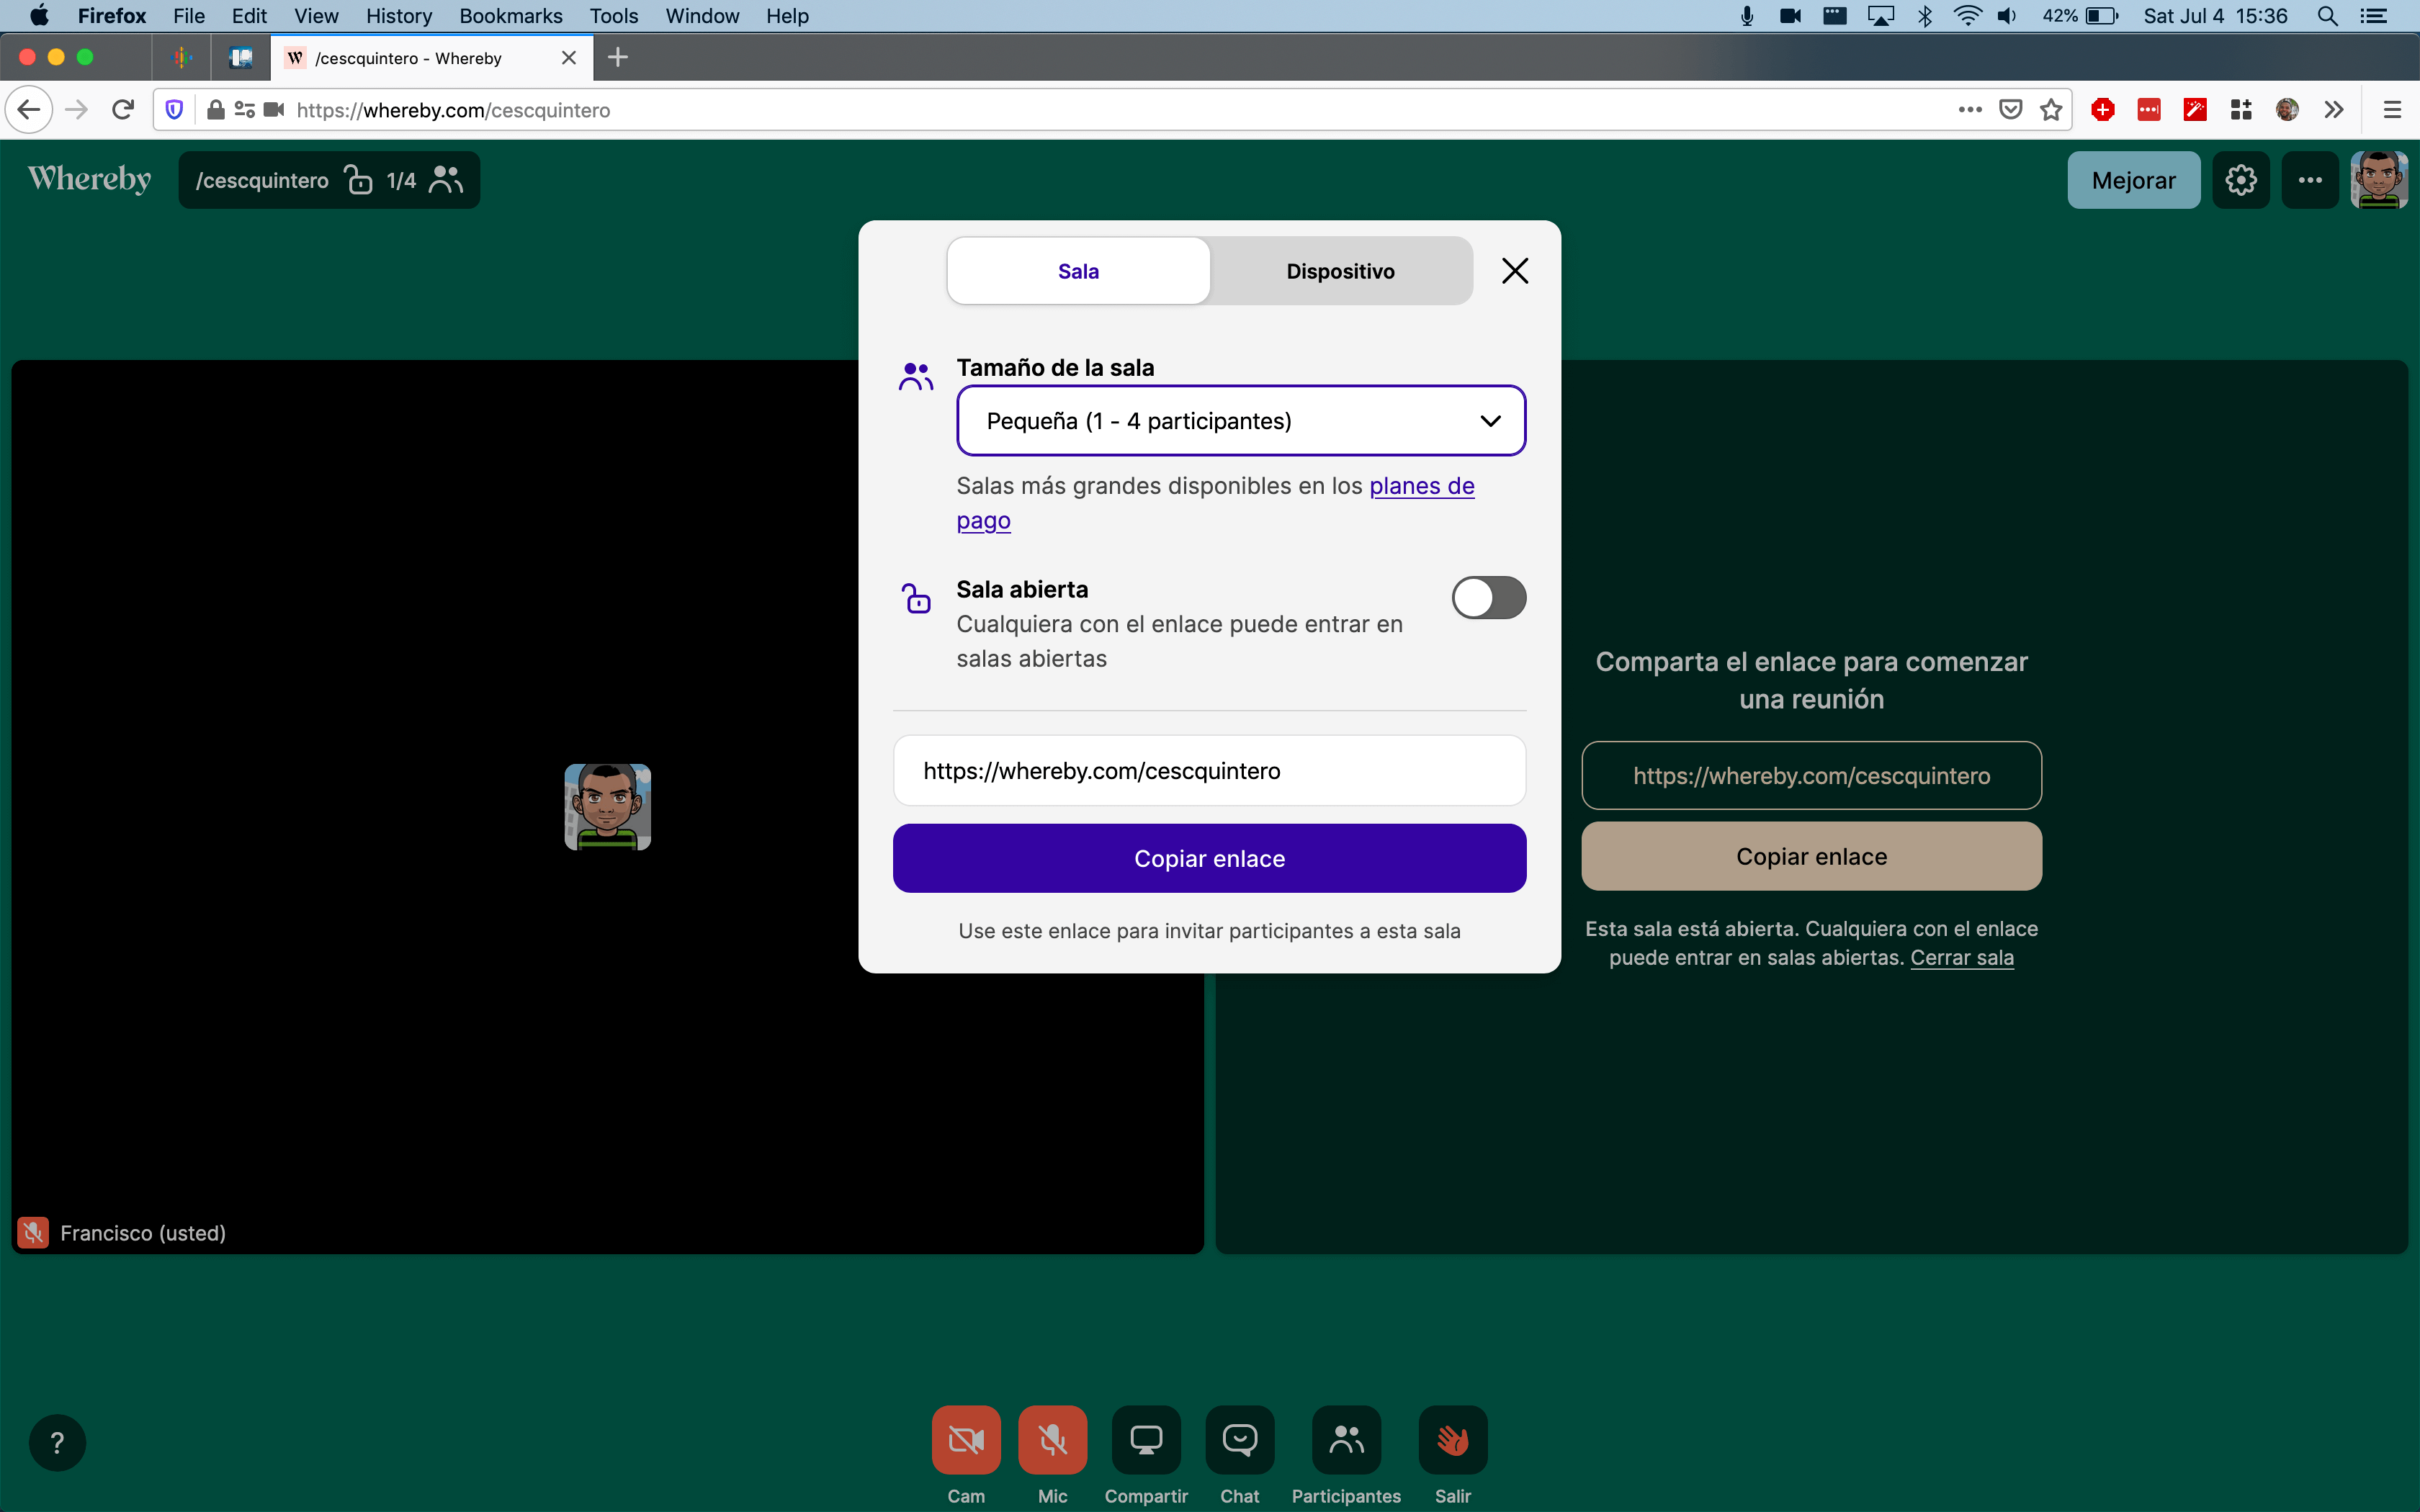 Firefox File Edit View History Bookmarks Tools Window Help 42% Sat Jul 4 15:36
W /cescquintero - Whereby
https://whereby.com/cescquintero
Whereby /cescquintero 1/4 Mejorar
Sala Dispositivo
Tamaño de la sala
Pequeña (1 - 4 participantes)
Salas más grandes disponibles en los planes de
pago
Sala abierta
Cualquiera con el enlace puede entrar en
salas abiertas
https://whereby.com/cescquintero
Copiar enlace
Use este enlace para invitar participantes a esta sala
Comparta el enlace para comenzar
una reunión
https://whereby.com/cescquintero
Copiar enlace
Esta sala está abierta. Cualquiera con el enlace
puede entrar en salas abiertas. Cerrar sala
Francisco (usted)
?
Cam Mic Compartir Chat Participantes Salir